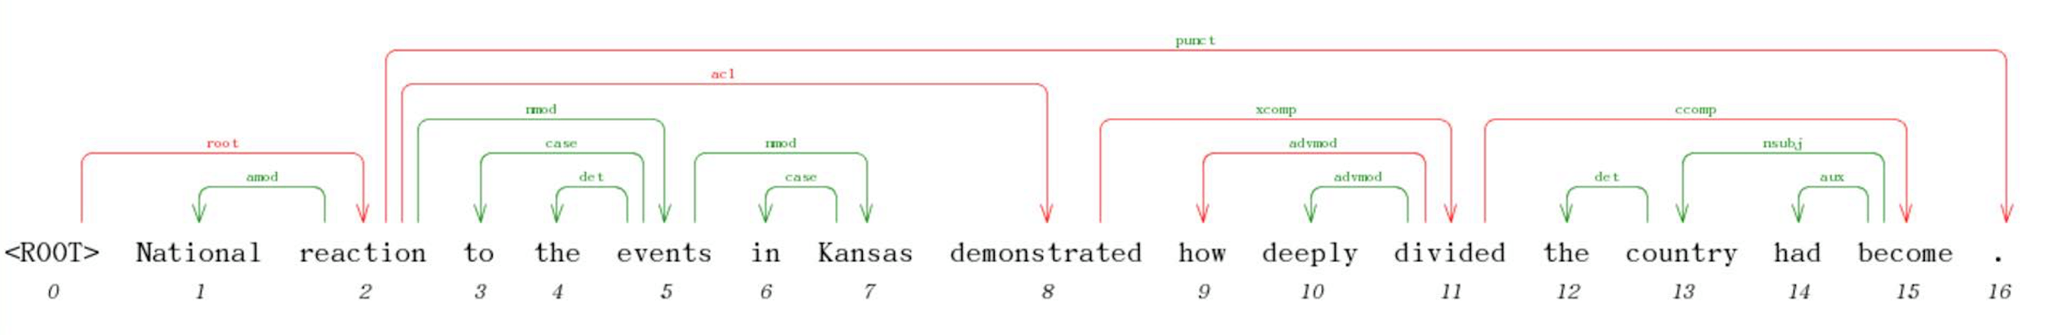 punct
acl
nmod xcomp ccomp
root case nmod advmod nsubj
amod det case advmod det aux
<ROOT> National reaction to the events in Kansas demonstrated how deeply divided the country had become .
0 1 2 3 4 5 6 7 8 9 10 11 12 13 14 15 16